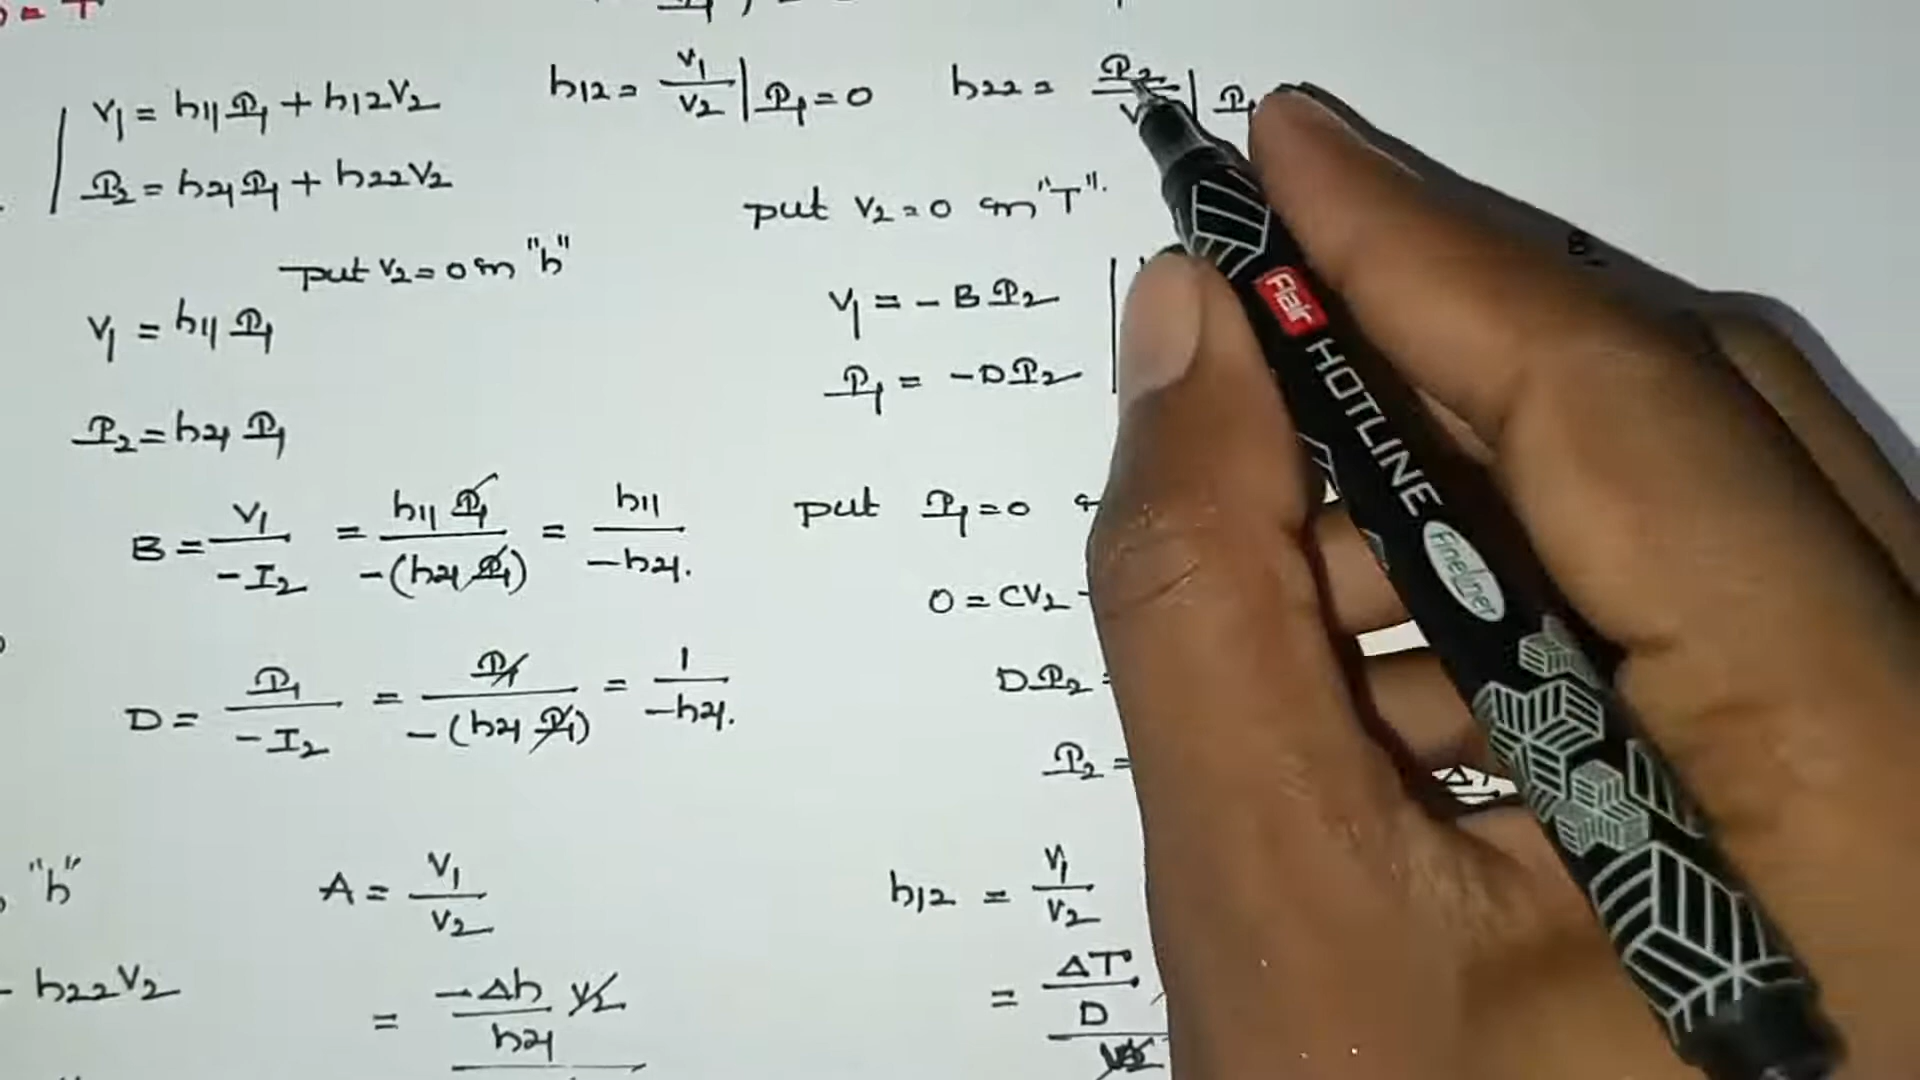 V1 = h11 I1 + h12 V2
I2 = h21 I1 + h22 V2
put V2 = 0 in "h"
V1 = h11 I1
I2 = h21 I1
B = V1 / -I2 = h11 I1 / -(h21 I1) = h11 / -h21.
D = I1 / -I2 = I1 / -(h21 I1) = 1 / -h21.
"h"
A = V1 / V2
h22 V2
= -Δh / h21 V2
h12 = V1 / V2 | I1 = 0
h22 = I2 / V | I1
put V2 = 0 in "T".
V1 = - B I2
I1 = - D I2
put I1 = 0
0 = CV2 -
D I2 =
I2 =
h12 = V1 / V2
= ΔT / D
V2
Flair
HOTLINE
FineLiner